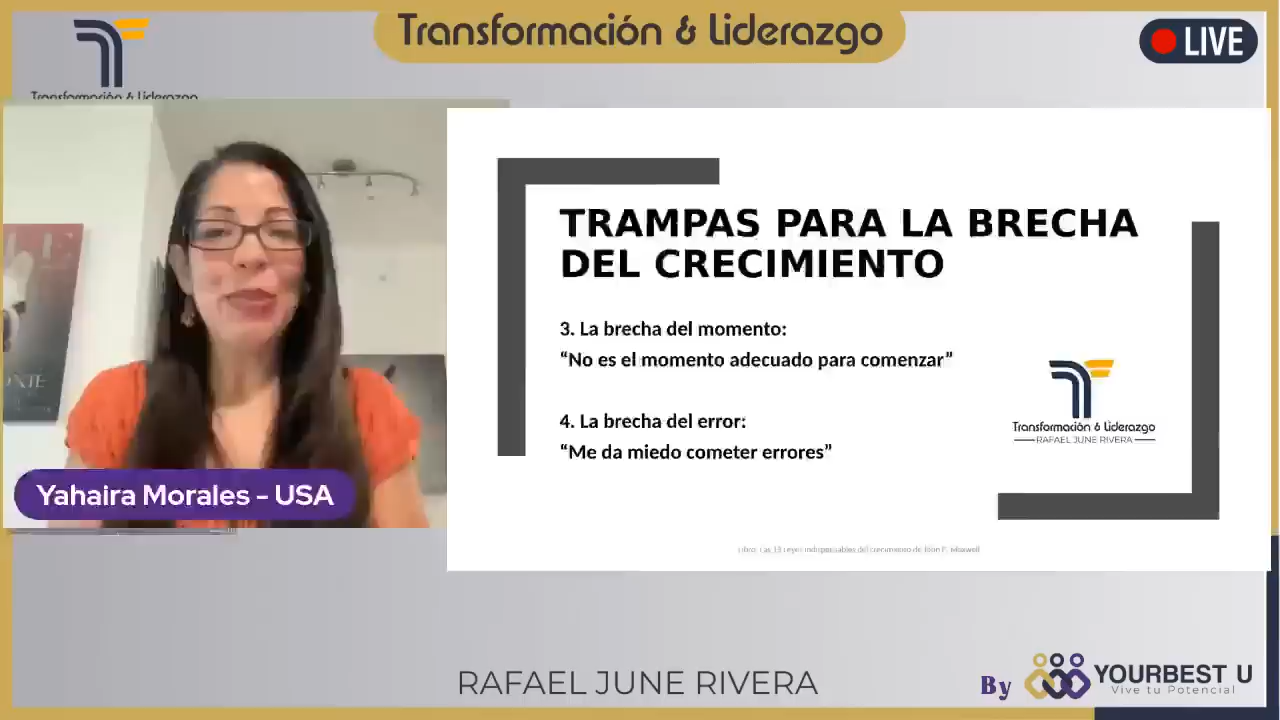 Transformación & Liderazgo
LIVE
Transformación & Liderazgo
TRAMPAS PARA LA BRECHA
DEL CRECIMIENTO
3. La brecha del momento:
“No es el momento adecuado para comenzar”
4. La brecha del error:
“Me da miedo cometer errores”
Transformación & Liderazgo
RAFAEL JUNE RIVERA
Yahaira Morales - USA
RAFAEL JUNE RIVERA
By
YOURBEST U
Vive tu Potencial